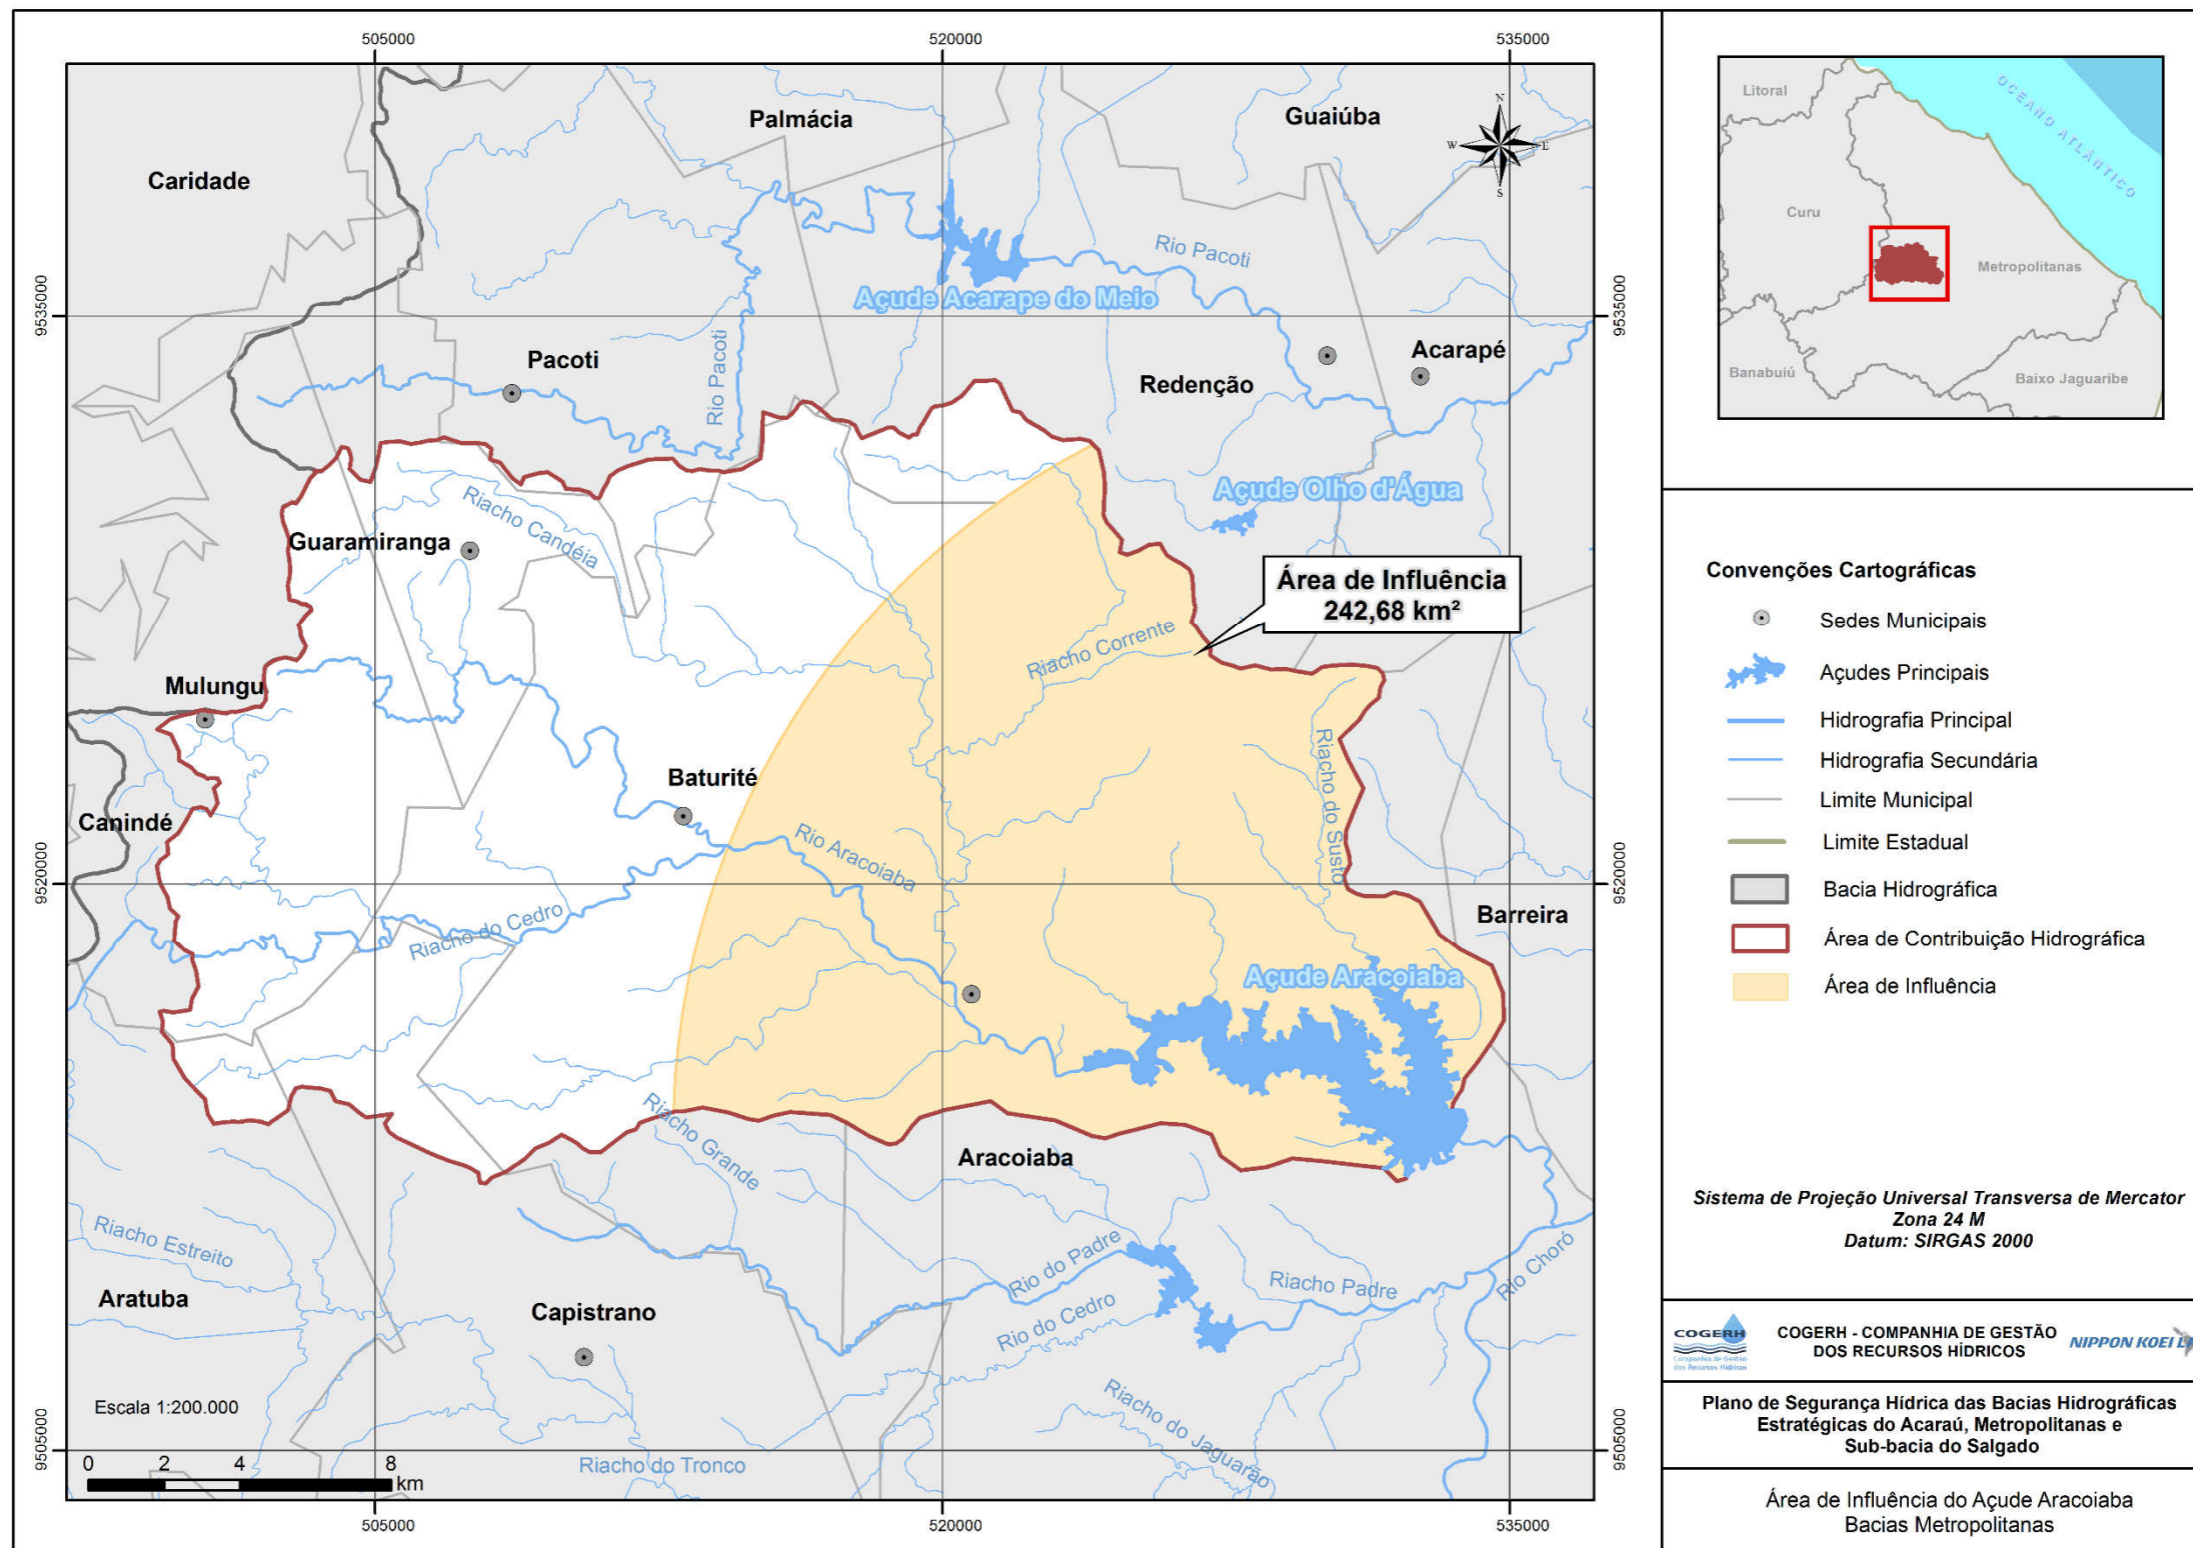 505000
520000
535000
Palmácia
Guaiúba
N
W
E
S
Caridade
Rio Pacoti
Açude Acarape do Meio
9535000
9535000
Pacoti
Rio Pacoti
Acarapé
Redenção
Riacho Candéia
Açude Olho d'Água
Guaramiranga
Área de Influência
242,68 km²
Riacho Corrente
Mulungu
Riacho do Susto
Baturité
Canindé
Rio Aracoiaba
9520000
9520000
Riacho do Cedro
Barreira
Açude Aracoiaba
Riacho Grande
Aracoiaba
Riacho Estreito
Rio do Padre
Riacho Padre
Rio Choró
Aratuba
Capistrano
Rio do Cedro
Riacho do Jaguarão
Escala 1:200.000
9505000
9505000
0 2 4 8
km
Riacho do Tronco
505000
520000
535000
Litoral
OCEANO ATLÂNTICO
Curu
Metropolitanas
Banabuiú
Baixo Jaguaribe
Convenções Cartográficas
Sedes Municipais
Açudes Principais
Hidrografia Principal
Hidrografia Secundária
Limite Municipal
Limite Estadual
Bacia Hidrográfica
Área de Contribuição Hidrográfica
Área de Influência
Sistema de Projeção Universal Transversa de Mercator
Zona 24 M
Datum: SIRGAS 2000
COGERH
Companhia de Gestão
dos Recursos Hídricos
COGERH - COMPANHIA DE GESTÃO
DOS RECURSOS HÍDRICOS
NIPPON KOEI
Plano de Segurança Hídrica das Bacias Hidrográficas
Estratégicas do Acaraú, Metropolitanas e
Sub-bacia do Salgado
Área de Influência do Açude Aracoiaba
Bacias Metropolitanas